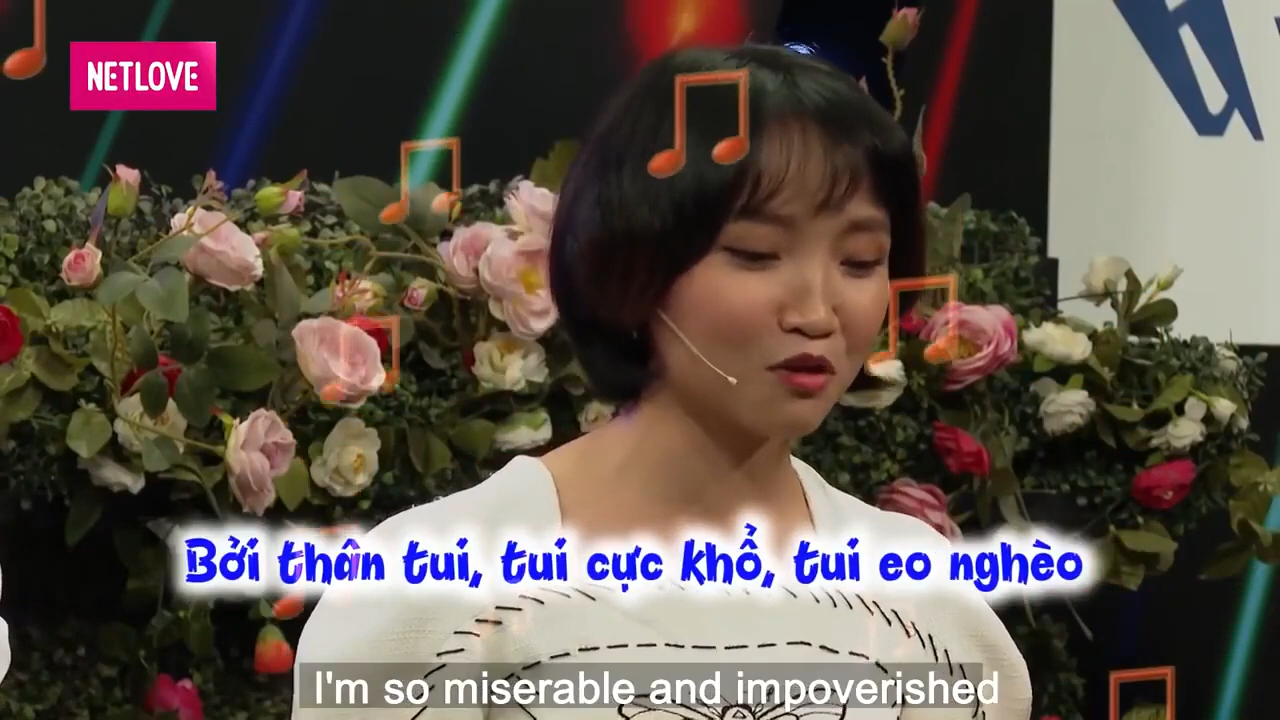 NETLOVE
Bởi thân tui, tui cực khổ, tui eo nghèo
I'm so miserable and impoverished